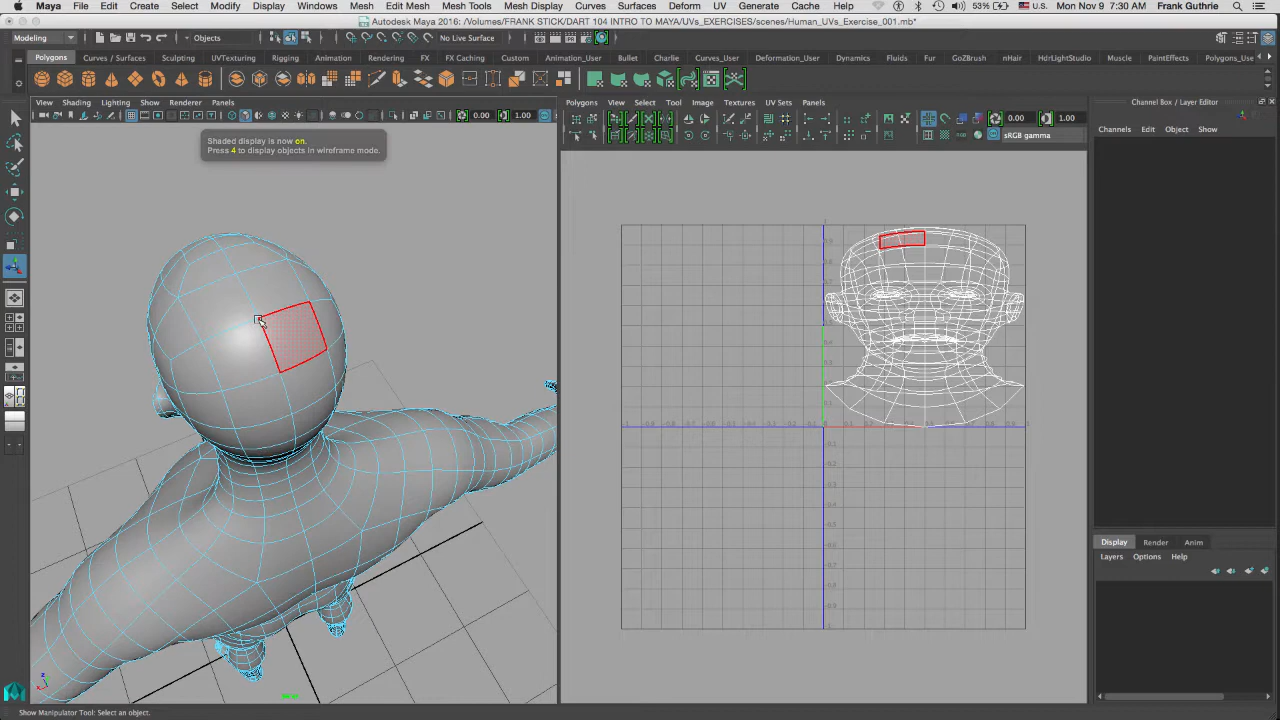 Maya File Edit Create Select Modify Display Windows Mesh Edit Mesh Mesh Tools Mesh Display Curves Surfaces Deform UV Generate Cache Help 53% U.S. Mon Nov 9 7:30 AM Frank Guthrie
Autodesk Maya 2016: /Volumes/FRANK STICK/DART 104 INTRO TO MAYA/UVs_EXERCISES/scenes/Human_UVs_Exercise_001.mb*
Modeling Objects No Live Surface
Polygons Curves / Surfaces Sculpting UVTexturing Rigging Animation Rendering FX FX Caching Custom Animation_User Bullet Charlie Curves_User Deformation_User Dynamics Fluids Fur GoZBrush nHair HdrLightStudio Muscle PaintEffects Polygons_Use
View Shading Lighting Show Renderer Panels Polygons View Select Tool Image Textures UV Sets Panels Channel Box / Layer Editor
0.00 1.00 0.00 1.00
Channels Edit Object Show
sRGB gamma
Shaded display is now on.
Press 4 to display objects in wireframe mode.
Display Render Anim
Layers Options Help
Show Manipulator Tool: Select an object.